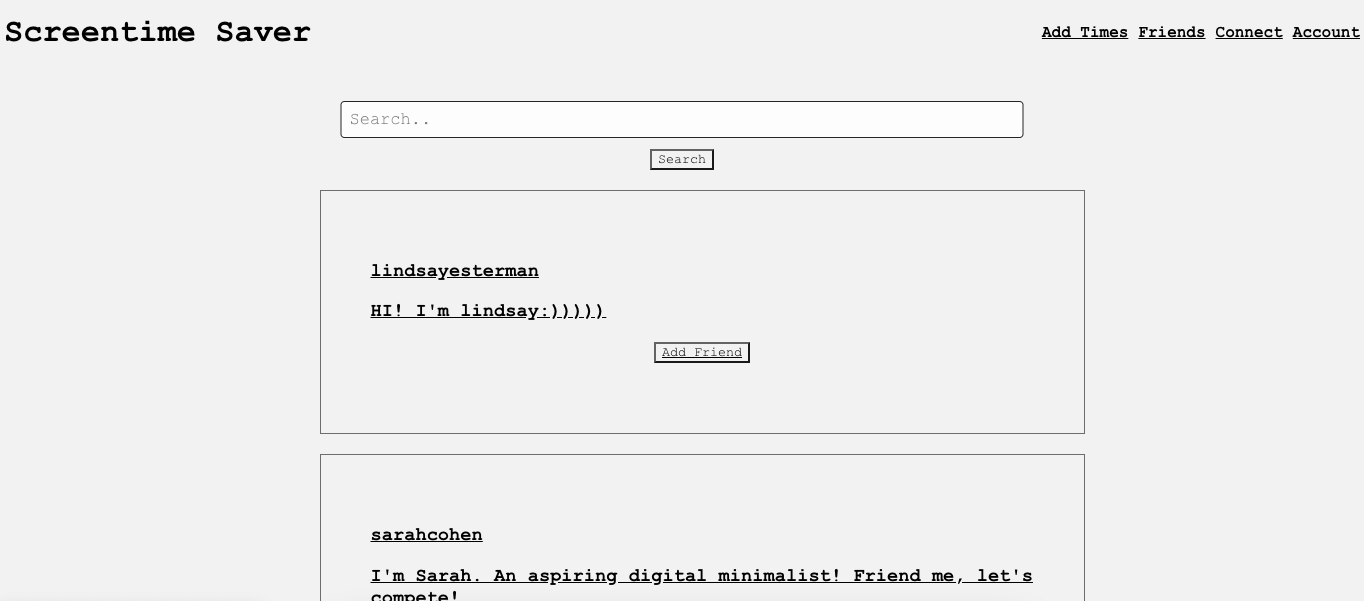 Screentime Saver
Add Times Friends Connect Account
Search..
Search
lindsayesterman
HI! I'm lindsay:)))))
Add Friend
sarahcohen
I'm Sarah. An aspiring digital minimalist! Friend me, let's
compete!